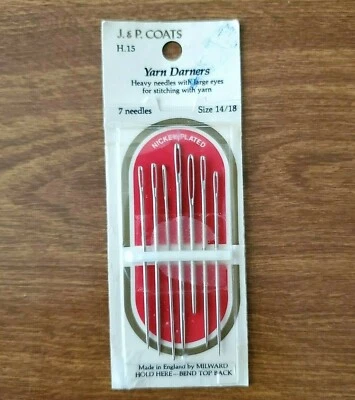 J. & P. COATS
H.15
Yarn Darners
Heavy needles with large eyes
for stitching with yarn
7 needles Size 14/18
NICKEL PLATED
Made in England by MILWARD
HOLD HERE – BEND TOP BACK